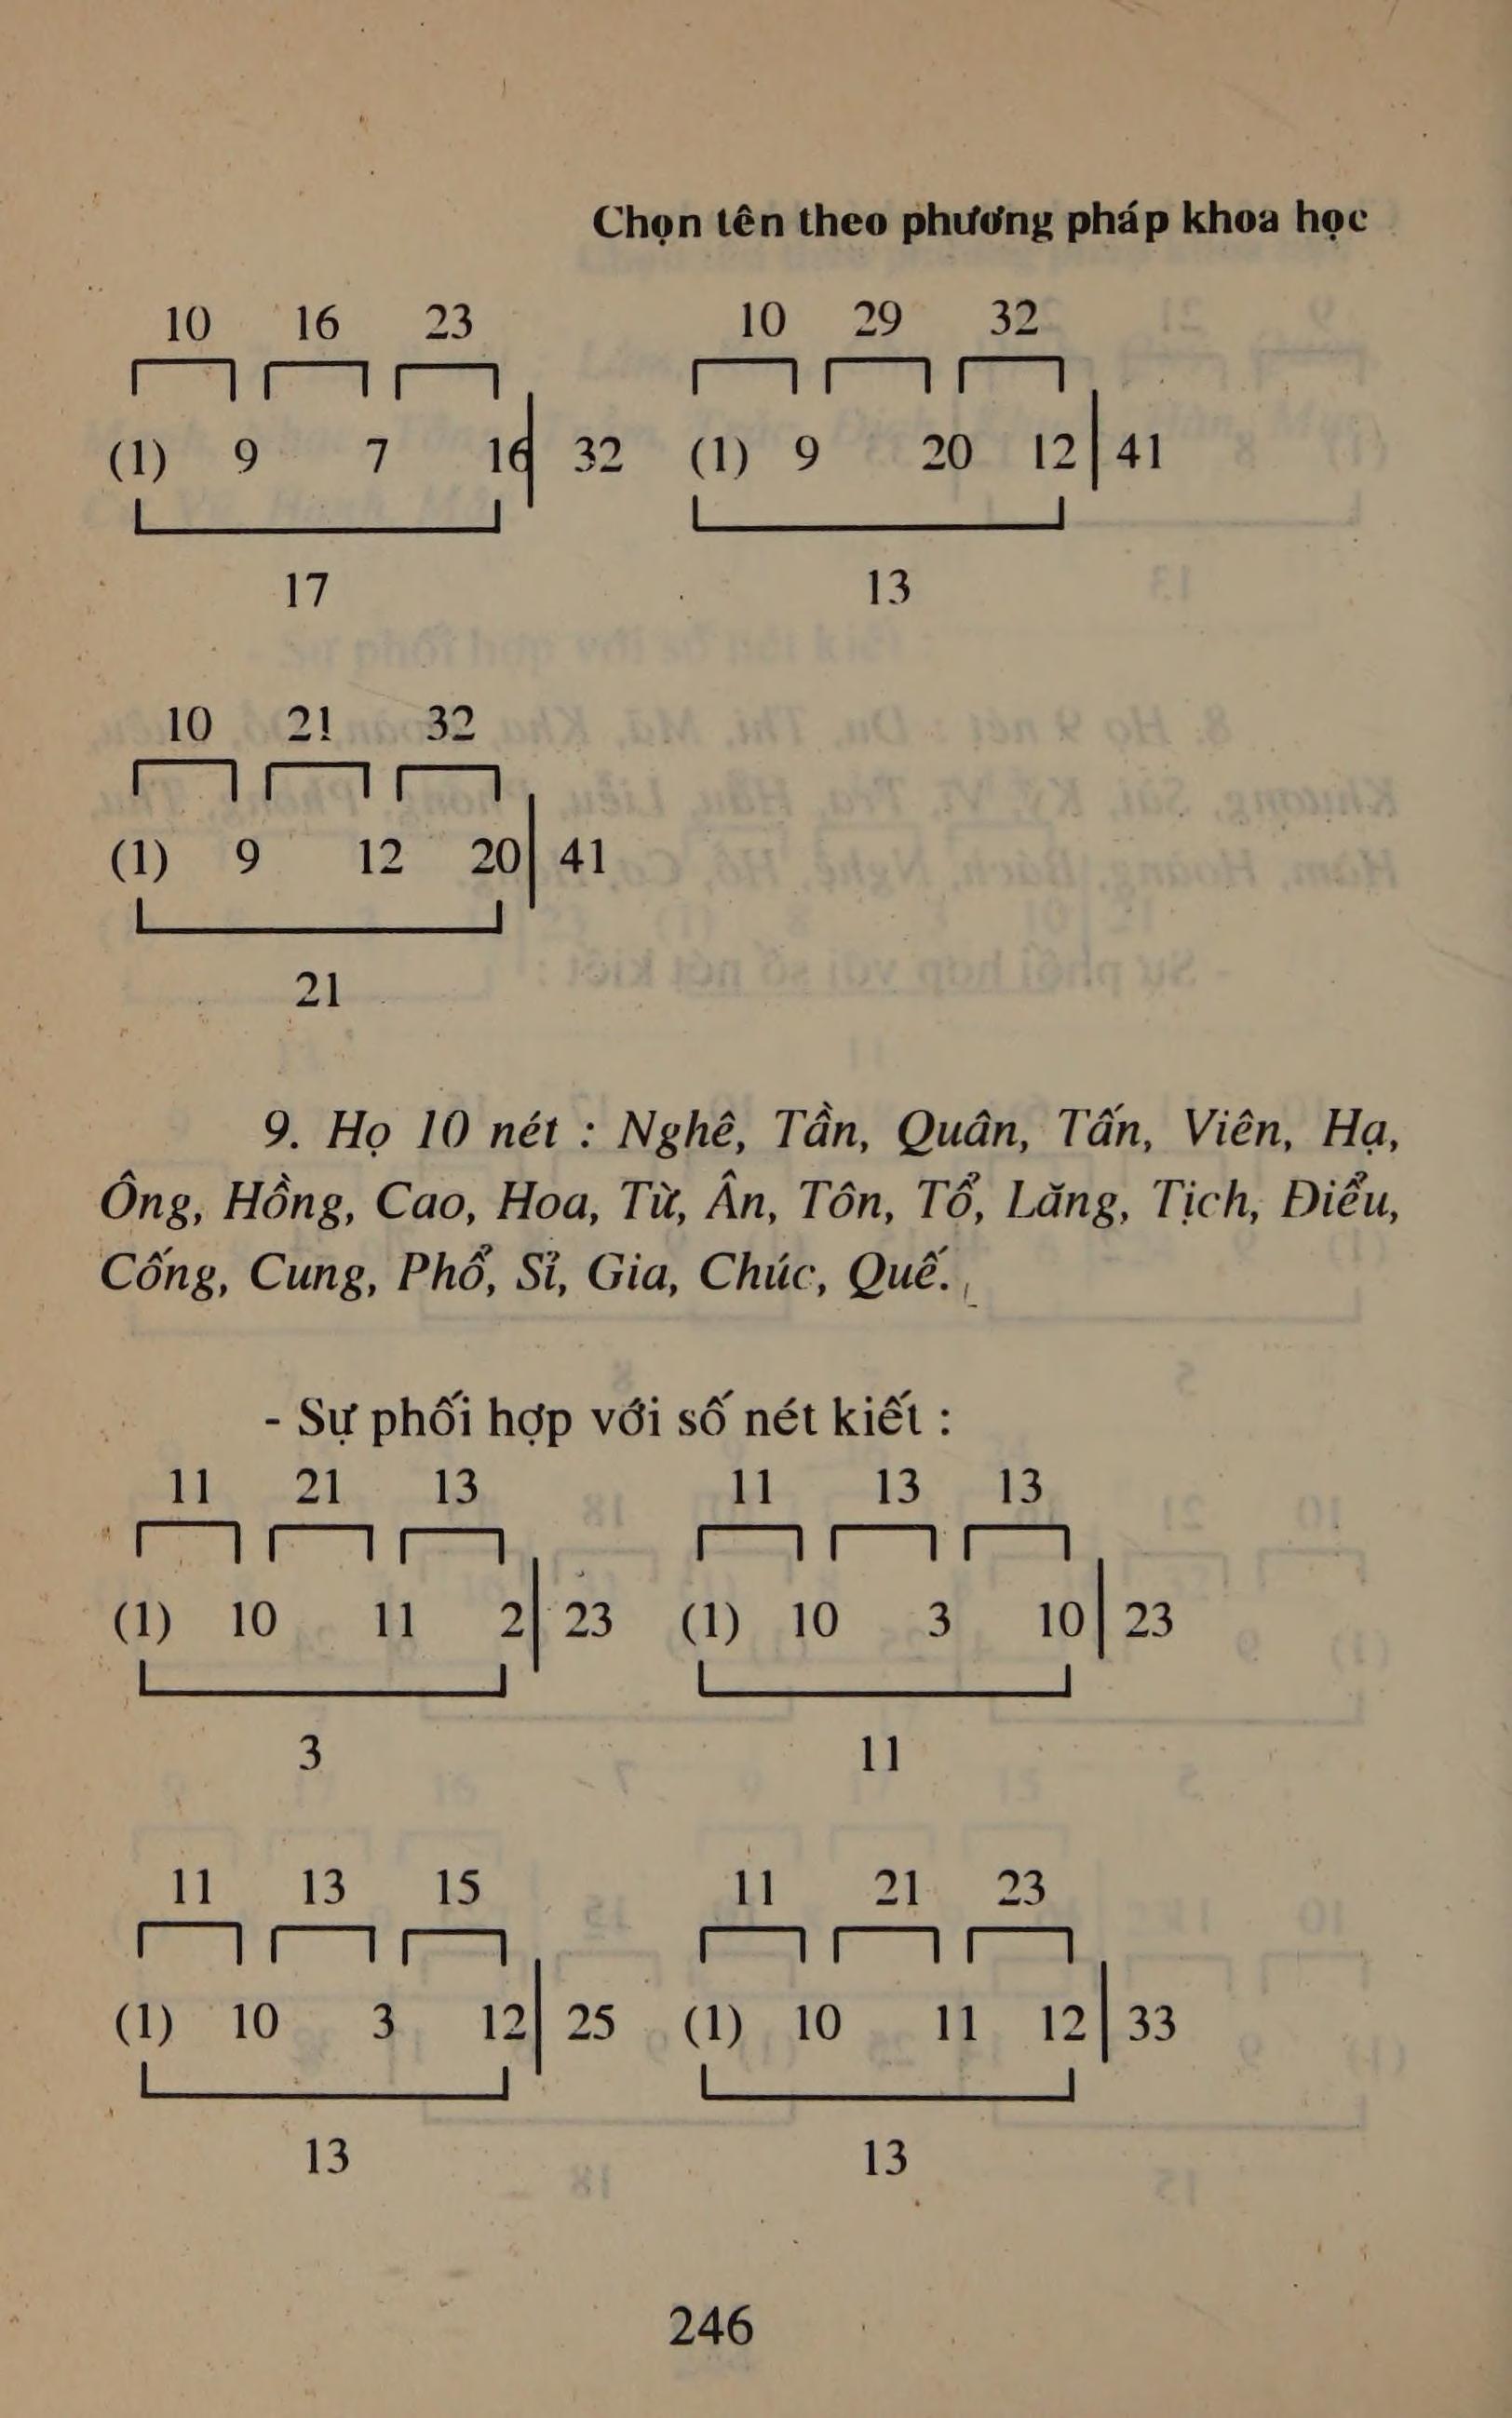 Chọn tên theo phương pháp khoa học
10 16 23 10 29 32
(1) 9 7 16 32 (1) 9 20 12 41
17 13
10 21 32
(1) 9 12 20 41
21
9. Họ 10 nét : Nghê, Tần, Quân, Tấn, Viên, Hạ,
Ông, Hồng, Cao, Hoa, Từ, Ân, Tôn, Tổ, Lăng, Tịch, Điểu,
Cống, Cung, Phổ, Sỉ, Gia, Chúc, Quế.
- Sự phối hợp với số nét kiết :
11 21 13 11 13 13
(1) 10 11 2 23 (1) 10 3 10 23
3 11
11 13 15 11 21 23
(1) 10 3 12 25 (1) 10 11 12 33
13 13
246